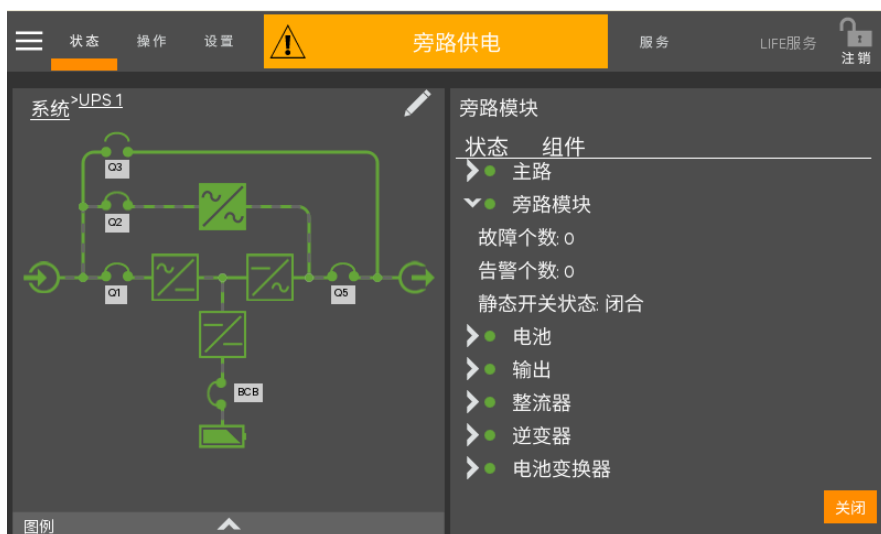 状态 操作 设置 旁路供电 服务 LIFE服务 注销
系统>UPS 1
Q3
Q2
Q1
Q5
BCB
图例
旁路模块
状态 组件
主路
旁路模块
故障个数: 0
告警个数: 0
静态开关状态: 闭合
电池
输出
整流器
逆变器
电池变换器
关闭